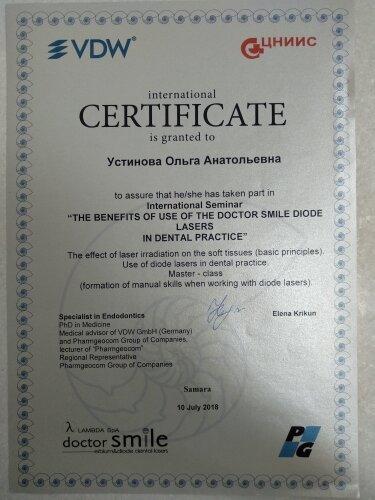 VDW®
ЦНИИС
international
CERTIFICATE
is granted to
Устинова Ольга Анатольевна
to assure that he/she has taken part in
International Seminar
"THE BENEFITS OF USE OF THE DOCTOR SMILE DIODE
LASERS
IN DENTAL PRACTICE"
The effect of laser irradiation on the soft tissues (basic principles).
Use of diode lasers in dental practice.
Master - class
(formation of manual skills when working with diode lasers).
Specialist in Endodontics
Elena Krikun
PhD in Medicine
Medical advisor of VDW GmbH (Germany)
and Pharmgeocom Group of Companies,
lecturer of "Pharmgeocom"
Regional Representative
Pharmgeocom Group of Companies
Samara
10 July 2018
λ LAMBDA SpA
doctor smile
erbium&diode dental lasers
PG